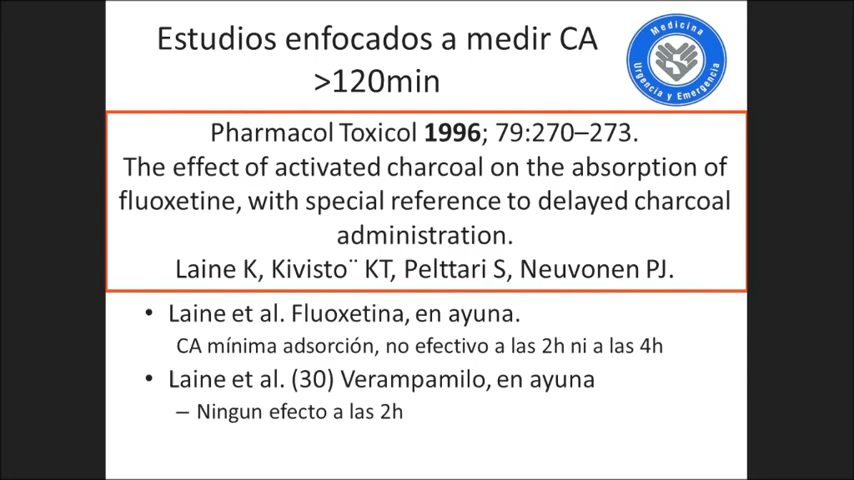 Estudios enfocados a medir CA
>120min
Medicina
Urgencia y Emergencia
Pharmacol Toxicol 1996; 79:270–273.
The effect of activated charcoal on the absorption of
fluoxetine, with special reference to delayed charcoal
administration.
Laine K, Kivisto¨ KT, Pelttari S, Neuvonen PJ.
• Laine et al. Fluoxetina, en ayuna.
CA mínima adsorción, no efectivo a las 2h ni a las 4h
• Laine et al. (30) Verampamilo, en ayuna
– Ningun efecto a las 2h